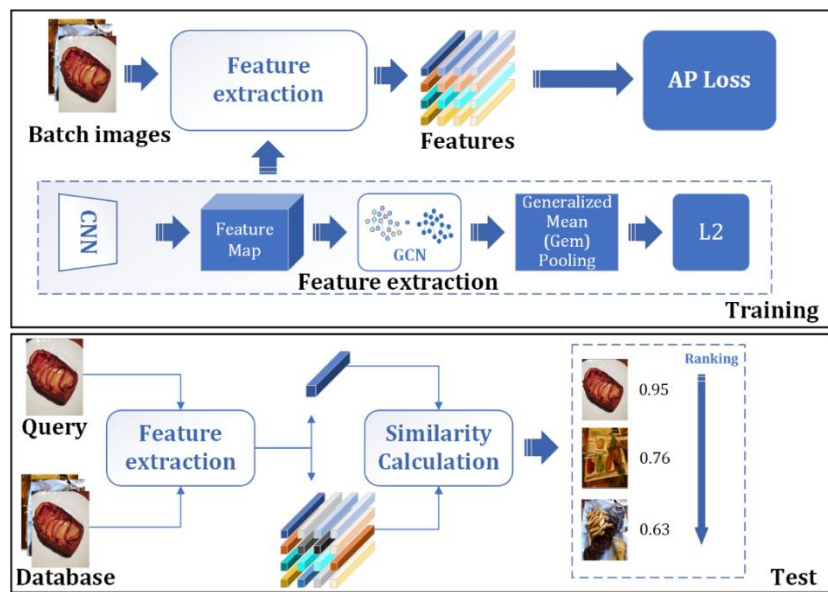 Feature
extraction
AP Loss
Batch images
Features
CNN
Feature
Map
GCN
Generalized
Mean
(Gem)
Pooling
L2
Feature extraction
Training
Query
Database
Feature
extraction
Similarity
Calculation
Ranking
0.95
0.76
0.63
Test